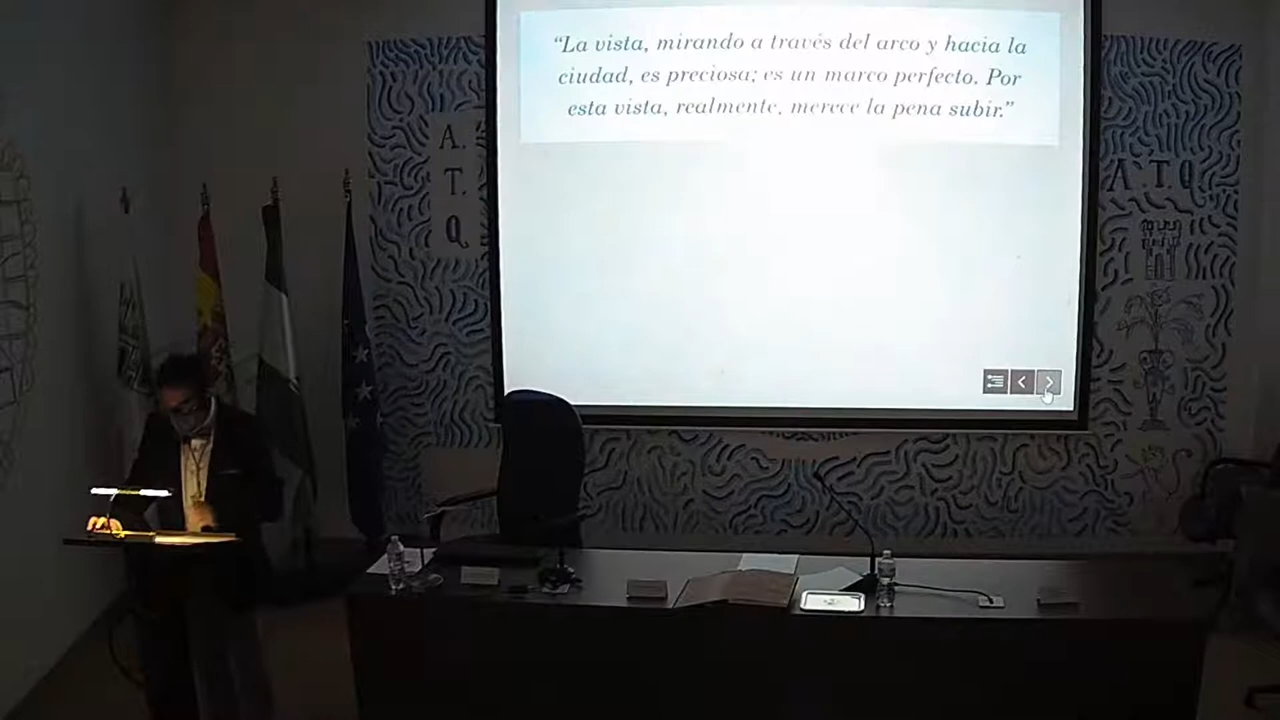 “La vista, mirando a través del arco y hacia la
ciudad, es preciosa; es un marco perfecto. Por
esta vista, realmente, merece la pena subir.”
A.
T.
Q.
A.T.Q